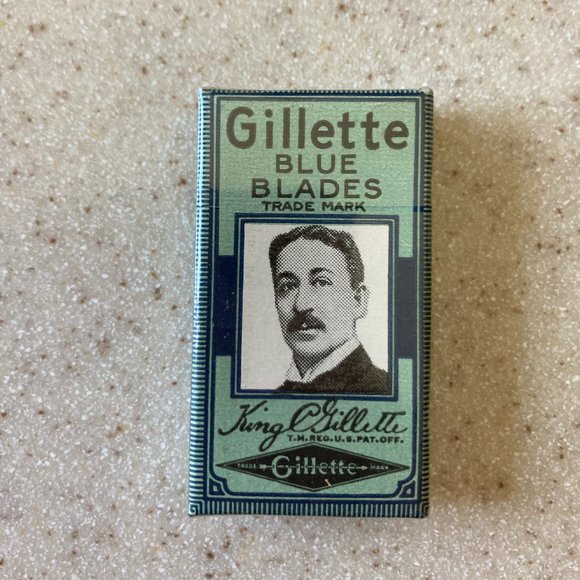 Gillette
BLUE
BLADES
TRADE MARK
King C Gillette
T.M. REG. U.S. PAT. OFF.
TRADE Gillette MARK